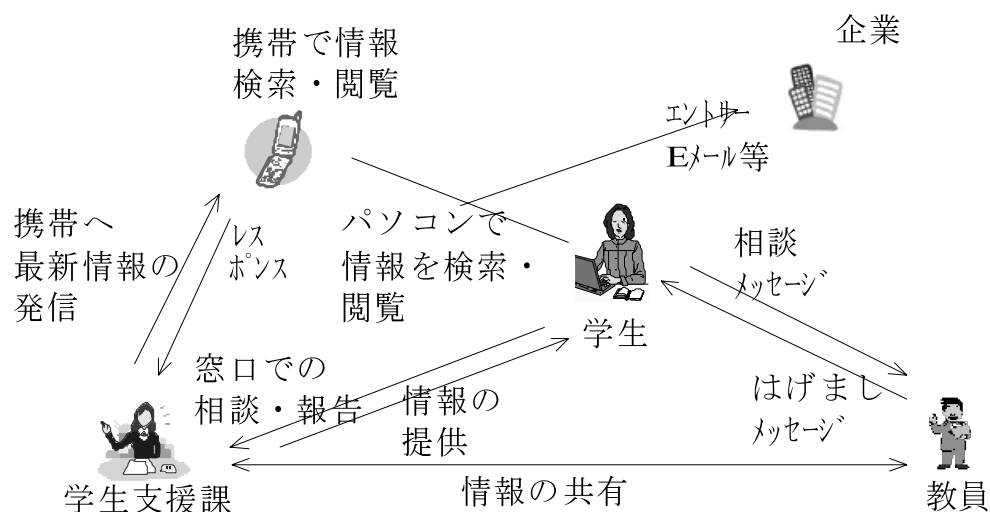 企業
携帯で情報
検索・閲覧
エントリー
Eメール等
携帯へ
最新情報の
発信
レス
ポンス
パソコンで
情報を検索・
閲覧
相談
メッセージ
学生
窓口での
相談・報告
情報の
提供
はげまし
メッセージ
学生支援課
情報の共有
教員